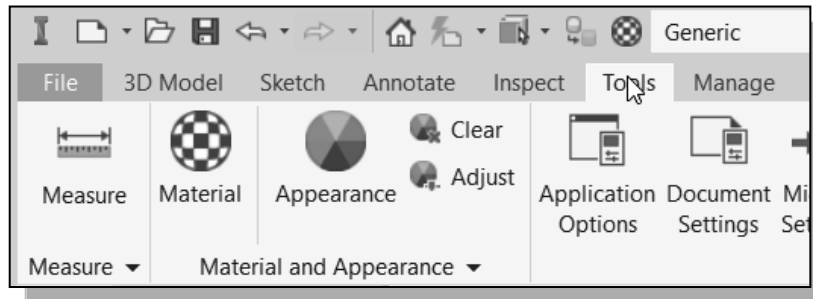 Generic
File 3D Model Sketch Annotate Inspect Tools Manage
Clear
Adjust
Measure Material Appearance
Application Options
Document Settings
Measure
Material and Appearance